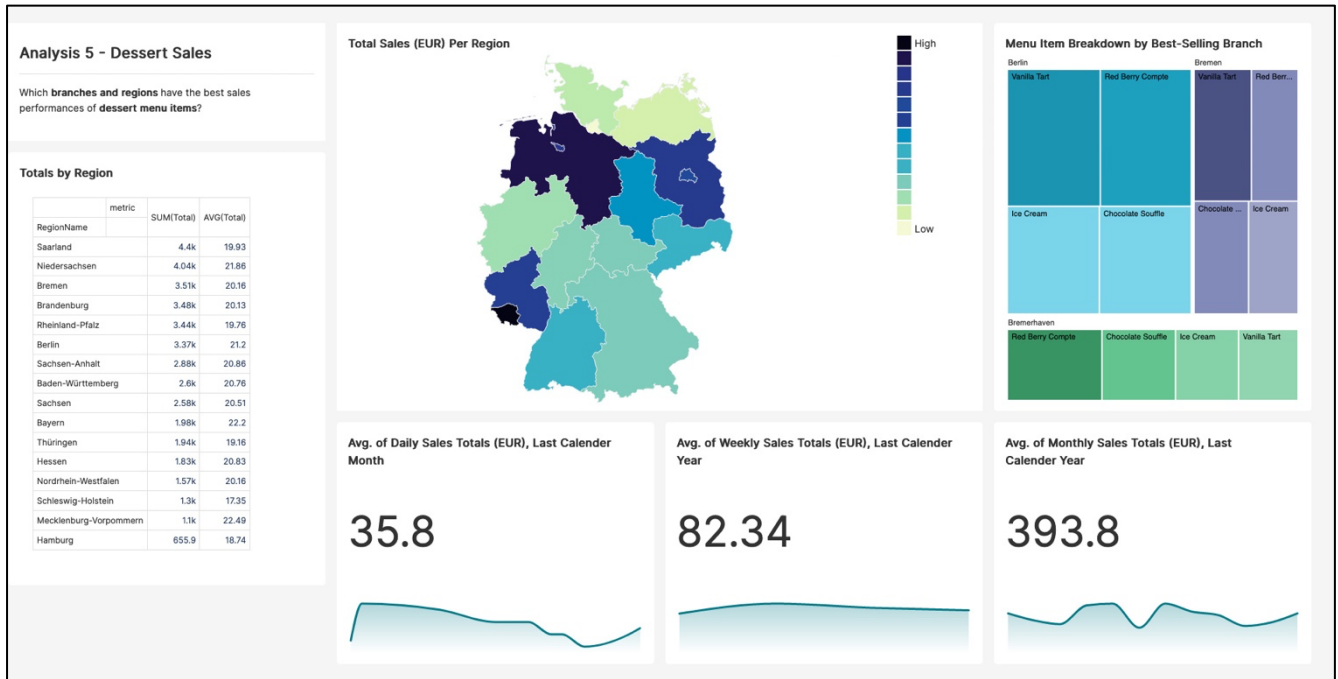 Analysis 5 - Dessert Sales
Which branches and regions have the best sales
performances of dessert menu items?
Totals by Region
metric
SUM(Total) AVG(Total)
RegionName
Saarland 4.4k 19.93
Niedersachsen 4.04k 21.86
Bremen 3.51k 20.16
Brandenburg 3.48k 20.13
Rheinland-Pfalz 3.44k 19.76
Berlin 3.37k 21.2
Sachsen-Anhalt 2.88k 20.86
Baden-Württemberg 2.6k 20.76
Sachsen 2.58k 20.51
Bayern 1.98k 22.2
Thüringen 1.94k 19.16
Hessen 1.83k 20.83
Nordrhein-Westfalen 1.57k 20.16
Schleswig-Holstein 1.3k 17.35
Mecklenburg-Vorpommern 1.1k 22.49
Hamburg 655.9 18.74
Total Sales (EUR) Per Region
High
Low
Menu Item Breakdown by Best-Selling Branch
Berlin
Vanilla Tart
Red Berry Compte
Ice Cream
Chocolate Souffle
Bremen
Vanilla Tart
Red Berr...
Chocolate ...
Ice Cream
Bremerhaven
Red Berry Compte
Chocolate Souffle
Ice Cream
Vanilla Tart
Avg. of Daily Sales Totals (EUR), Last Calender
Month
35.8
Avg. of Weekly Sales Totals (EUR), Last Calender
Year
82.34
Avg. of Monthly Sales Totals (EUR), Last
Calender Year
393.8